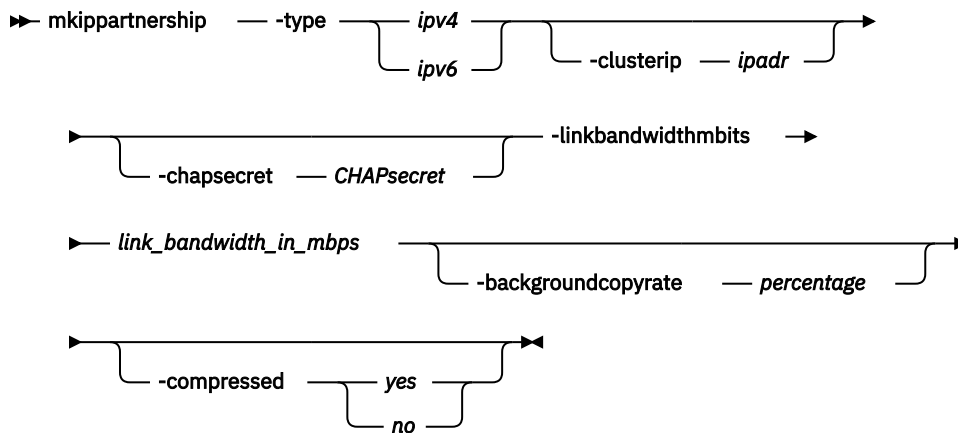 mkippartnership -type ipv4
ipv6
-clusterip ipadr
-chapsecret CHAPsecret
-linkbandwidthmbits
link_bandwidth_in_mbps
-backgroundcopyrate percentage
-compressed yes
no